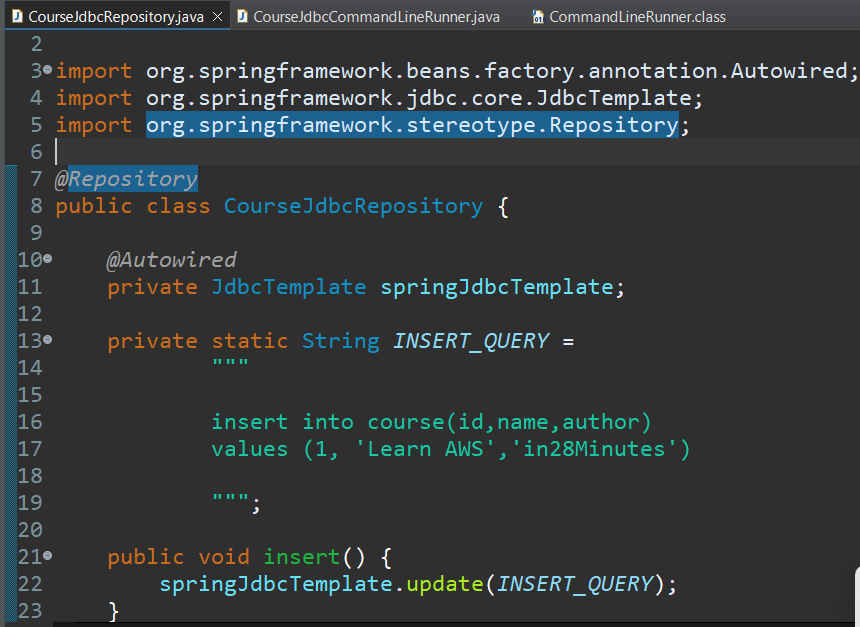 CourseJdbcRepository.java CourseJdbcCommandLineRunner.java CommandLineRunner.class
2
3 import org.springframework.beans.factory.annotation.Autowired;
4 import org.springframework.jdbc.core.JdbcTemplate;
5 import org.springframework.stereotype.Repository;
6
7 @Repository
8 public class CourseJdbcRepository {
9
10 @Autowired
11 private JdbcTemplate springJdbcTemplate;
12
13 private static String INSERT_QUERY =
14 """
15
16 insert into course(id,name,author)
17 values (1, 'Learn AWS','in28Minutes')
18
19 """;
20
21 public void insert() {
22 springJdbcTemplate.update(INSERT_QUERY);
23 }